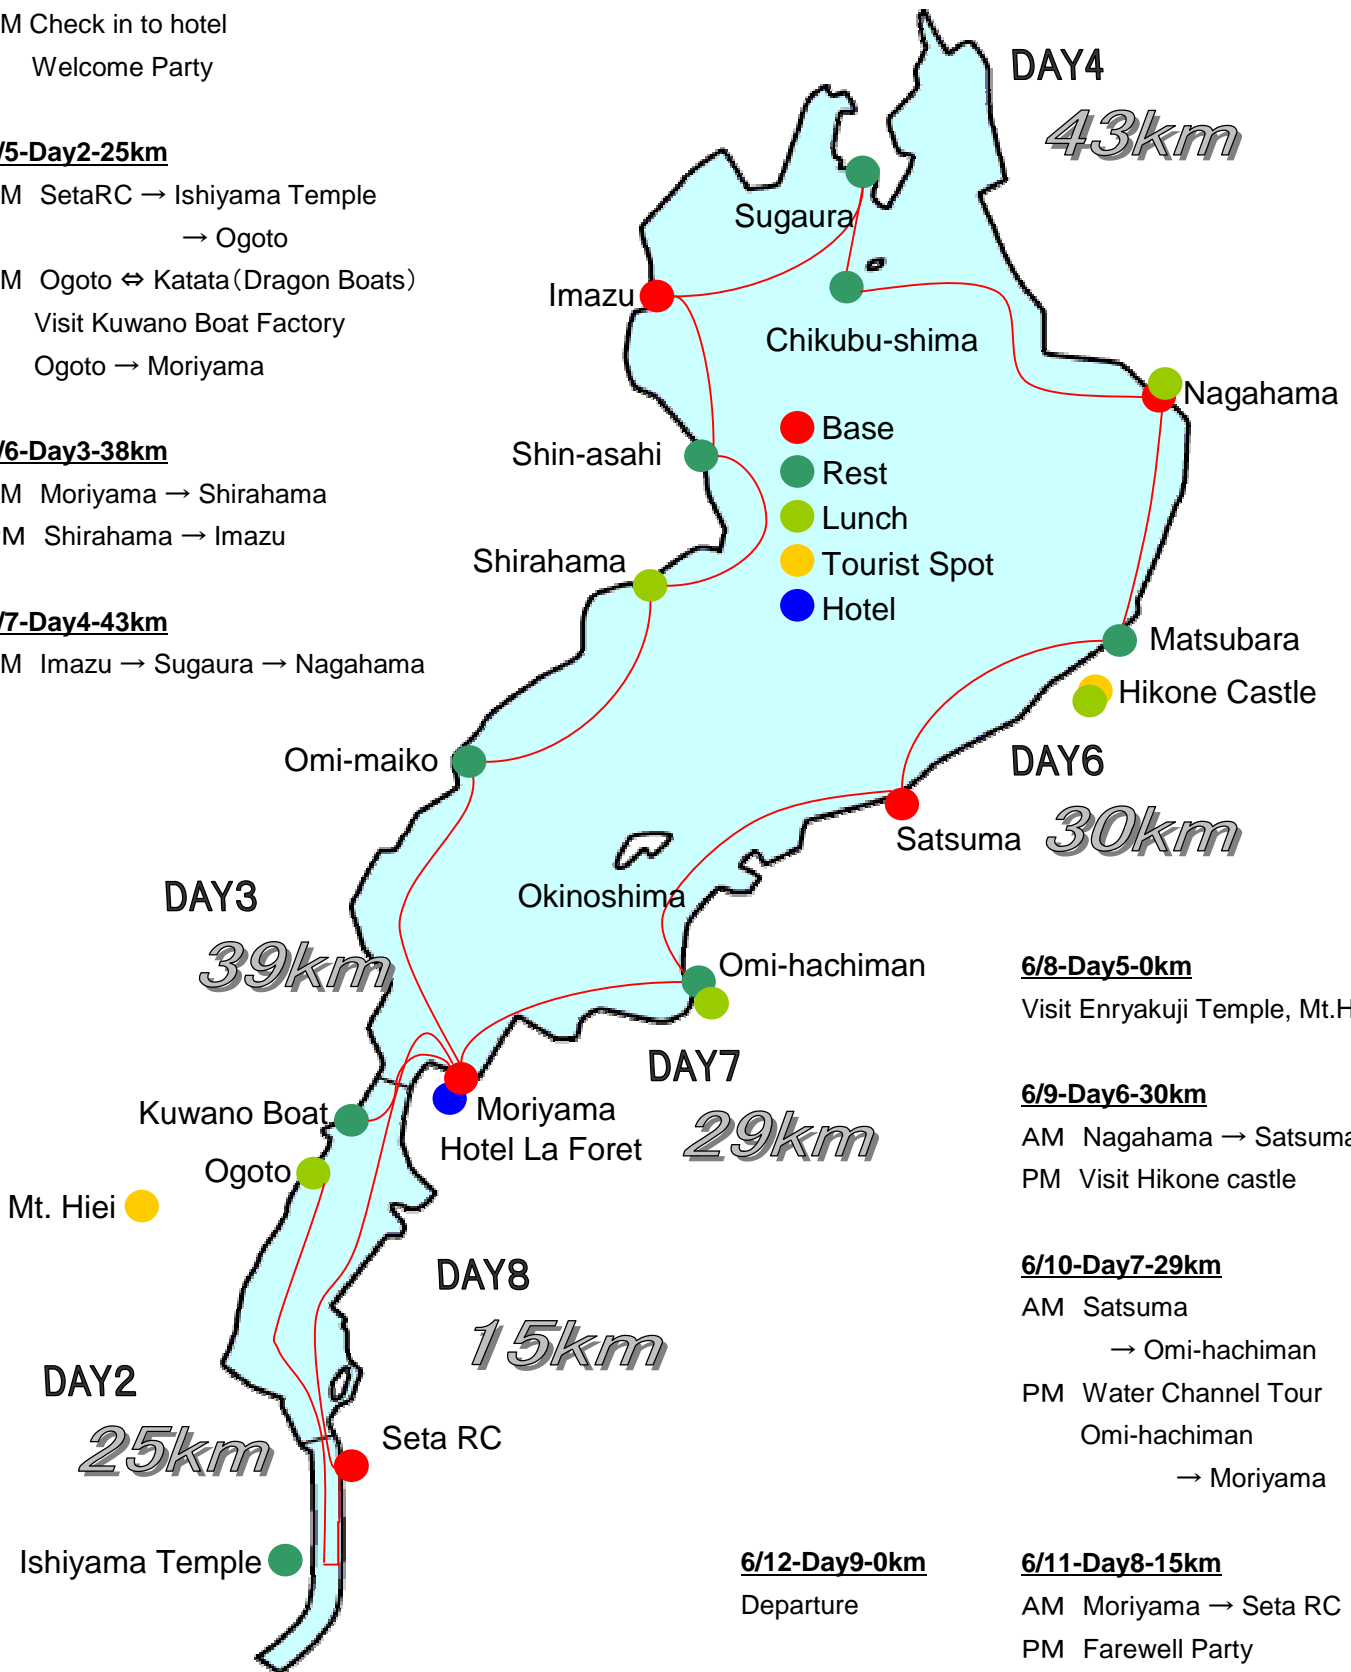 M Check in to hotel
Welcome Party
/5-Day2-25km
M SetaRC → Ishiyama Temple
→ Ogoto
M Ogoto ⇔ Katata（Dragon Boats）
Visit Kuwano Boat Factory
Ogoto → Moriyama
/6-Day3-38km
M Moriyama → Shirahama
M Shirahama → Imazu
/7-Day4-43km
M Imazu → Sugaura → Nagahama
DAY4
43km
Sugaura
Imazu
Chikubu-shima
Nagahama
Shin-asahi
Base
Rest
Lunch
Tourist Spot
Hotel
Shirahama
Matsubara
Hikone Castle
Omi-maiko
DAY6
30km
Satsuma
Okinoshima
DAY3
39km
Omi-hachiman
DAY7
29km
Kuwano Boat
Moriyama
Hotel La Foret
Ogoto
Mt. Hiei
DAY8
15km
DAY2
25km
Seta RC
Ishiyama Temple
6/8-Day5-0km
Visit Enryakuji Temple, Mt.H
6/9-Day6-30km
AM Nagahama → Satsuma
PM Visit Hikone castle
6/10-Day7-29km
AM Satsuma
→ Omi-hachiman
PM Water Channel Tour
Omi-hachiman
→ Moriyama
6/11-Day8-15km
AM Moriyama → Seta RC
PM Farewell Party
6/12-Day9-0km
Departure